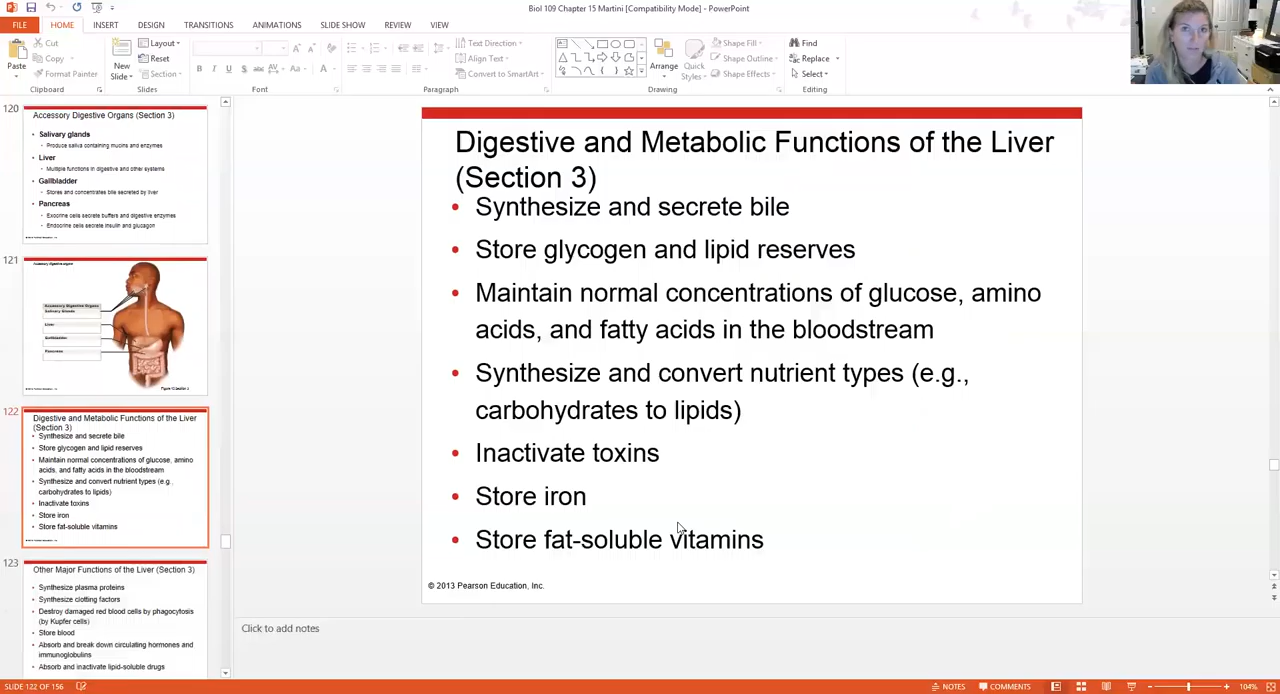 Biol 109 Chapter 15 Martini [Compatibility Mode] - PowerPoint
FILE
HOME
INSERT
DESIGN
TRANSITIONS
ANIMATIONS
SLIDE SHOW
REVIEW
VIEW
Paste
Cut
Copy
Format Painter
Clipboard
New
Slide
Layout
Reset
Section
Slides
B I U S abc AV Aa A
Font
Text Direction
Align Text
Convert to SmartArt
Paragraph
Arrange
Quick
Styles
Shape Fill
Shape Outline
Shape Effects
Drawing
Find
Replace
Select
Editing
120
Accessory Digestive Organs (Section 3)
• Salivary glands
• Produce saliva containing mucins and enzymes
• Liver
• Multiple functions in digestive and other systems
• Gallbladder
• Stores and concentrates bile secreted by liver
• Pancreas
• Exocrine cells secrete buffers and digestive enzymes
• Endocrine cells secrete insulin and glucagon
121
Accessory Digestive Organs
Salivary Glands
Liver
Gallbladder
Pancreas
122
Digestive and Metabolic Functions of the Liver
(Section 3)
• Synthesize and secrete bile
• Store glycogen and lipid reserves
• Maintain normal concentrations of glucose, amino
acids, and fatty acids in the bloodstream
• Synthesize and convert nutrient types (e.g.,
carbohydrates to lipids)
• Inactivate toxins
• Store iron
• Store fat-soluble vitamins
123
Other Major Functions of the Liver (Section 3)
• Synthesize plasma proteins
• Synthesize clotting factors
• Destroy damaged red blood cells by phagocytosis
(by Kupfer cells)
• Store blood
• Absorb and break down circulating hormones and
immunoglobulins
• Absorb and inactivate lipid-soluble drugs
Digestive and Metabolic Functions of the Liver
(Section 3)
• Synthesize and secrete bile
• Store glycogen and lipid reserves
• Maintain normal concentrations of glucose, amino
acids, and fatty acids in the bloodstream
• Synthesize and convert nutrient types (e.g.,
carbohydrates to lipids)
• Inactivate toxins
• Store iron
• Store fat-soluble vitamins
© 2013 Pearson Education, Inc.
Click to add notes
SLIDE 122 OF 156
NOTES
COMMENTS
104%